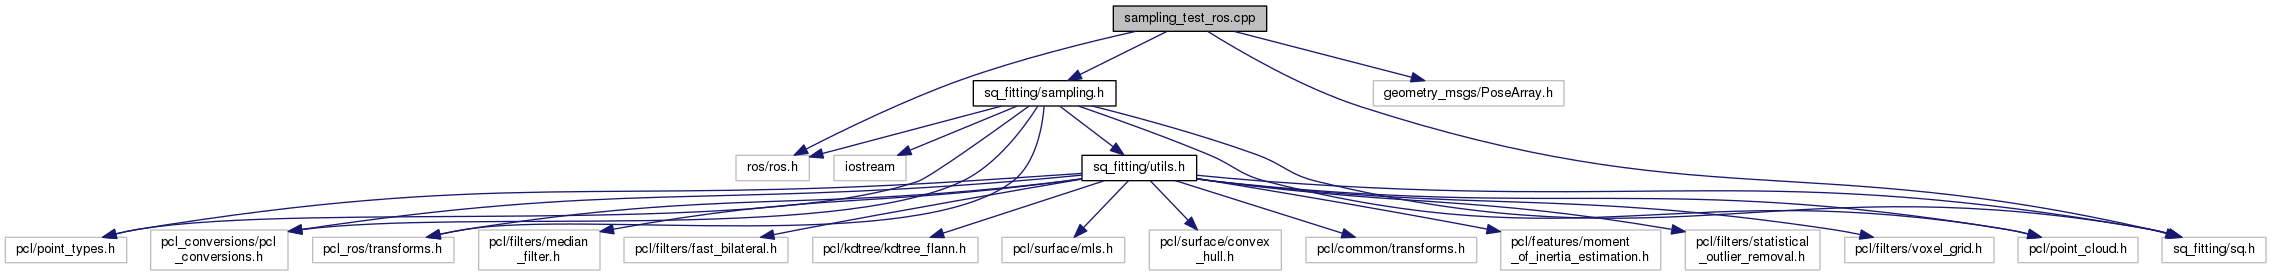 sampling_test_ros.cpp
sq_fitting/sampling.h
geometry_msgs/PoseArray.h
ros/ros.h
iostream
sq_fitting/utils.h
pcl/point_types.h
pcl_conversions/pcl
_conversions.h
pcl_ros/transforms.h
pcl/filters/median
_filter.h
pcl/filters/fast_bilateral.h
pcl/kdtree/kdtree_flann.h
pcl/surface/mls.h
pcl/surface/convex
_hull.h
pcl/common/transforms.h
pcl/features/moment
_of_inertia_estimation.h
pcl/filters/statistical
_outlier_removal.h
pcl/filters/voxel_grid.h
pcl/point_cloud.h
sq_fitting/sq.h